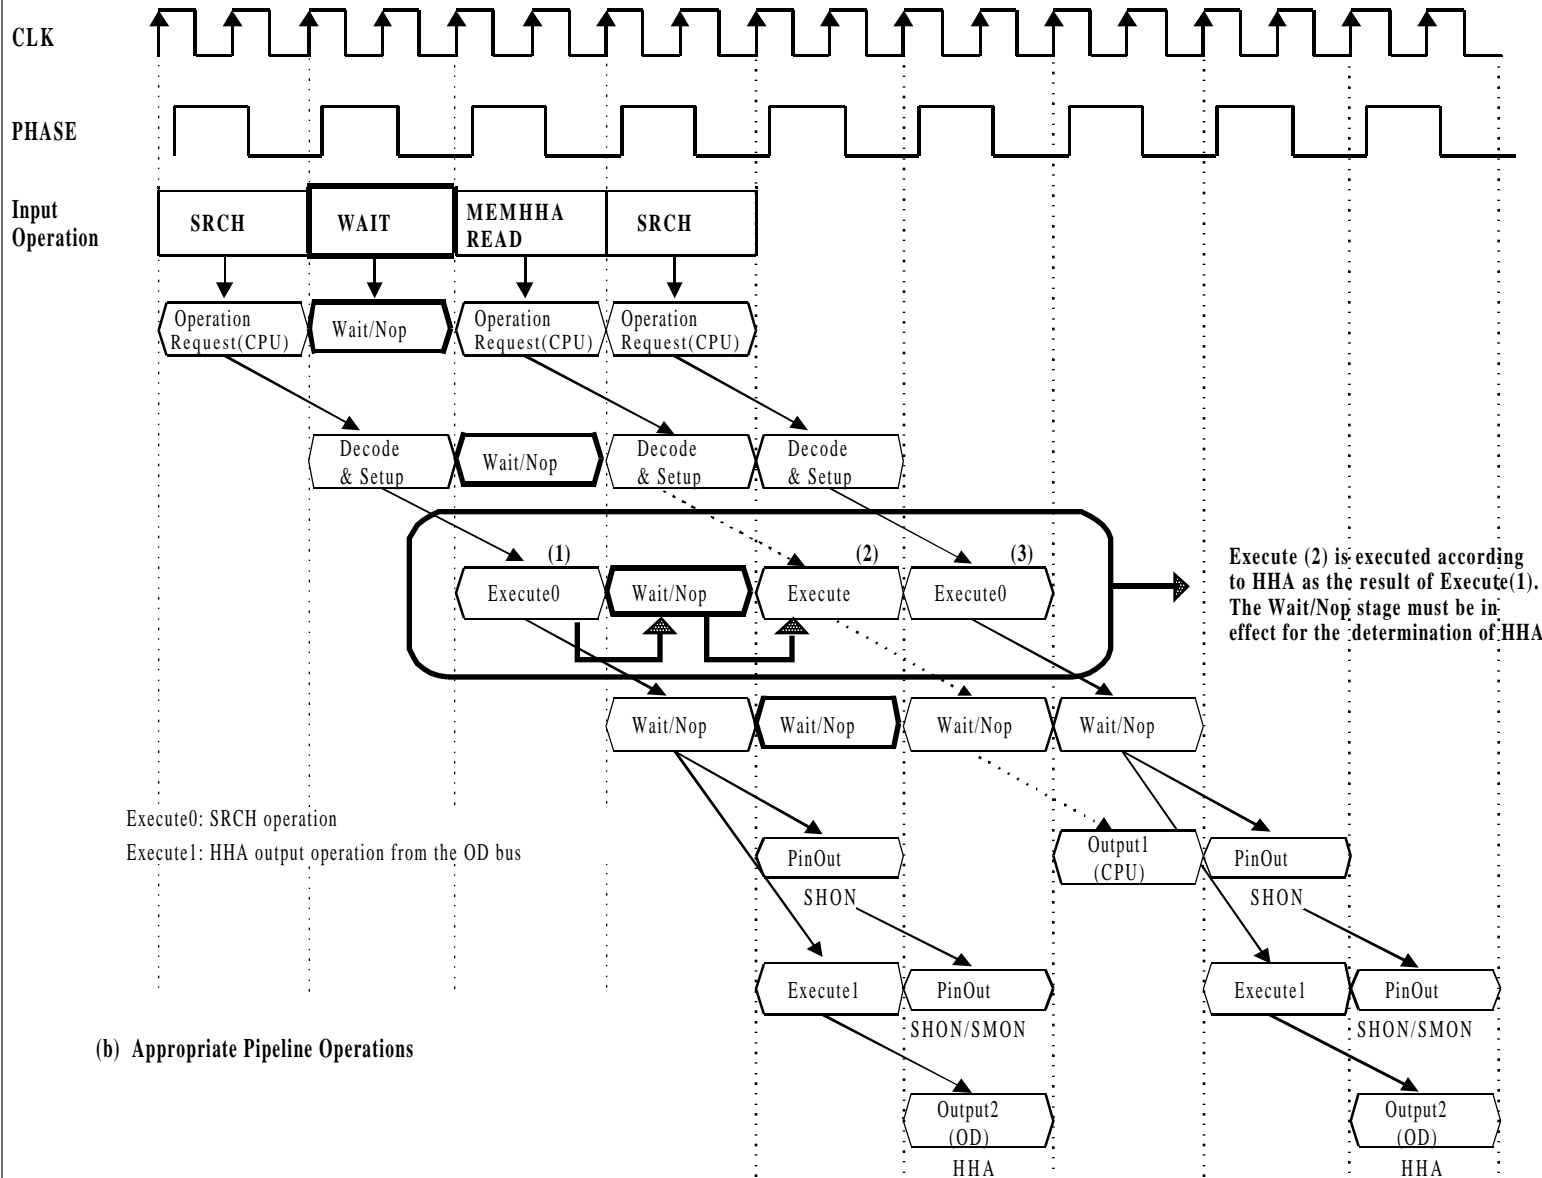 CLK
PHASE
Input
Operation
SRCH
WAIT
MEMHHA
READ
SRCH
Operation
Request(CPU)
Wait/Nop
Operation
Request(CPU)
Operation
Request(CPU)
Decode
& Setup
Wait/Nop
Decode
& Setup
Decode
& Setup
(1)
(2)
(3)
Execute0
Wait/Nop
Execute
Execute0
Execute (2) is executed according
to HHA as the result of Execute(1).
The Wait/Nop stage must be in
effect for the determination of HHA
Wait/Nop
Wait/Nop
Wait/Nop
Wait/Nop
Execute0: SRCH operation
Execute1: HHA output operation from the OD bus
PinOut
SHON
Output1
(CPU)
PinOut
SHON
Execute1
PinOut
SHON/SMON
Execute1
PinOut
SHON/SMON
(b) Appropriate Pipeline Operations
Output2
(OD)
HHA
Output2
(OD)
HHA